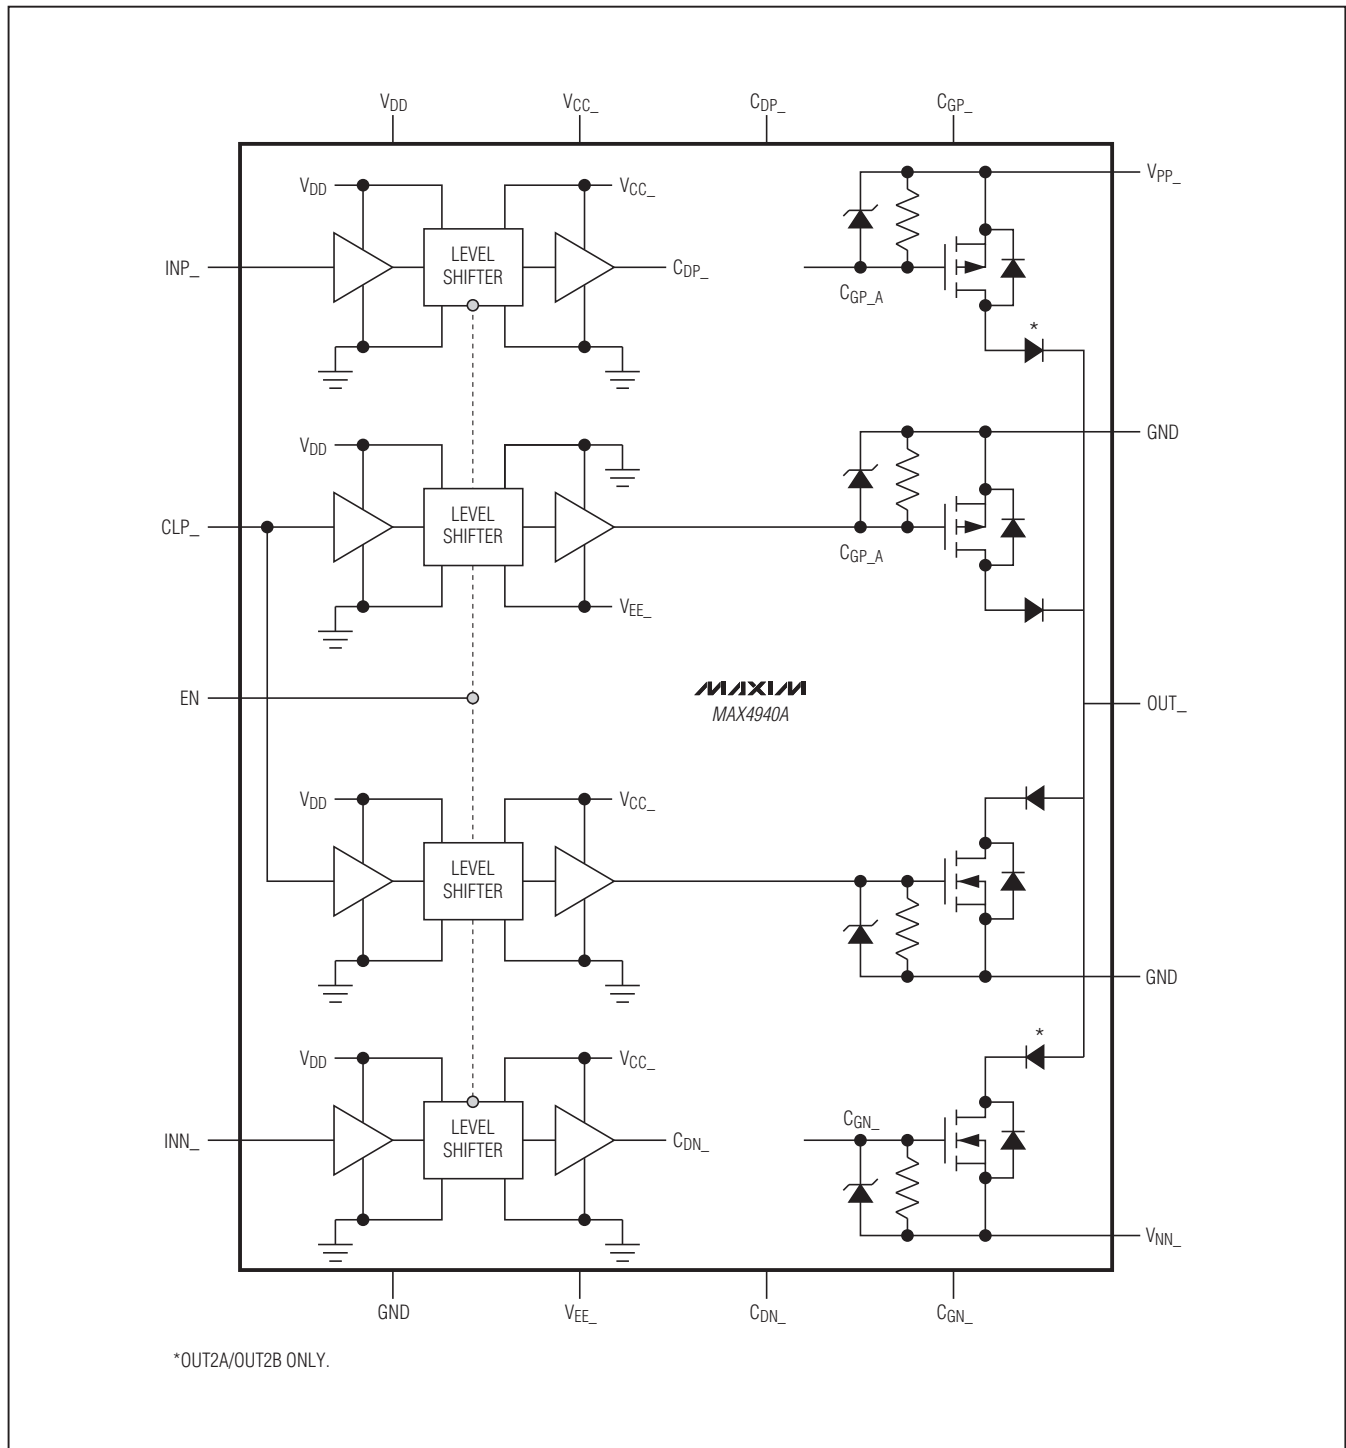 VDD VCC_ CDP_ CGP_
VDD VCC_ VPP_
INP_ LEVEL SHIFTER CDP_ CGP_A
*
VDD GND
CLP_ LEVEL SHIFTER CGP_A
VEE_
EN MAXIM OUT_
MAX4940A
VDD VCC_
LEVEL SHIFTER
GND
*
VDD VCC_
INN_ LEVEL SHIFTER CDN_ CGN_
VNN_
GND VEE_ CDN_ CGN_
*OUT2A/OUT2B ONLY.